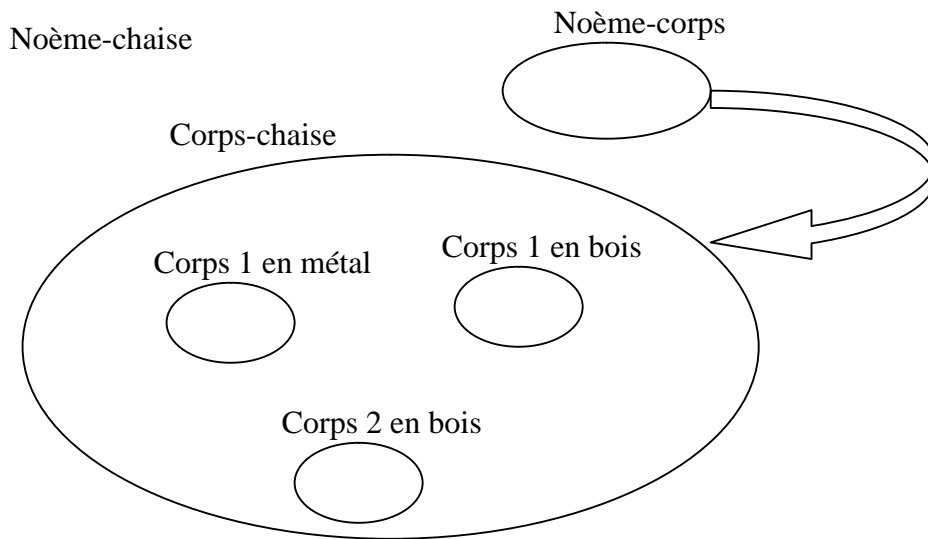 Noème-corps
Noème-chaise
Corps-chaise
Corps 1 en bois
Corps 1 en métal
Corps 2 en bois